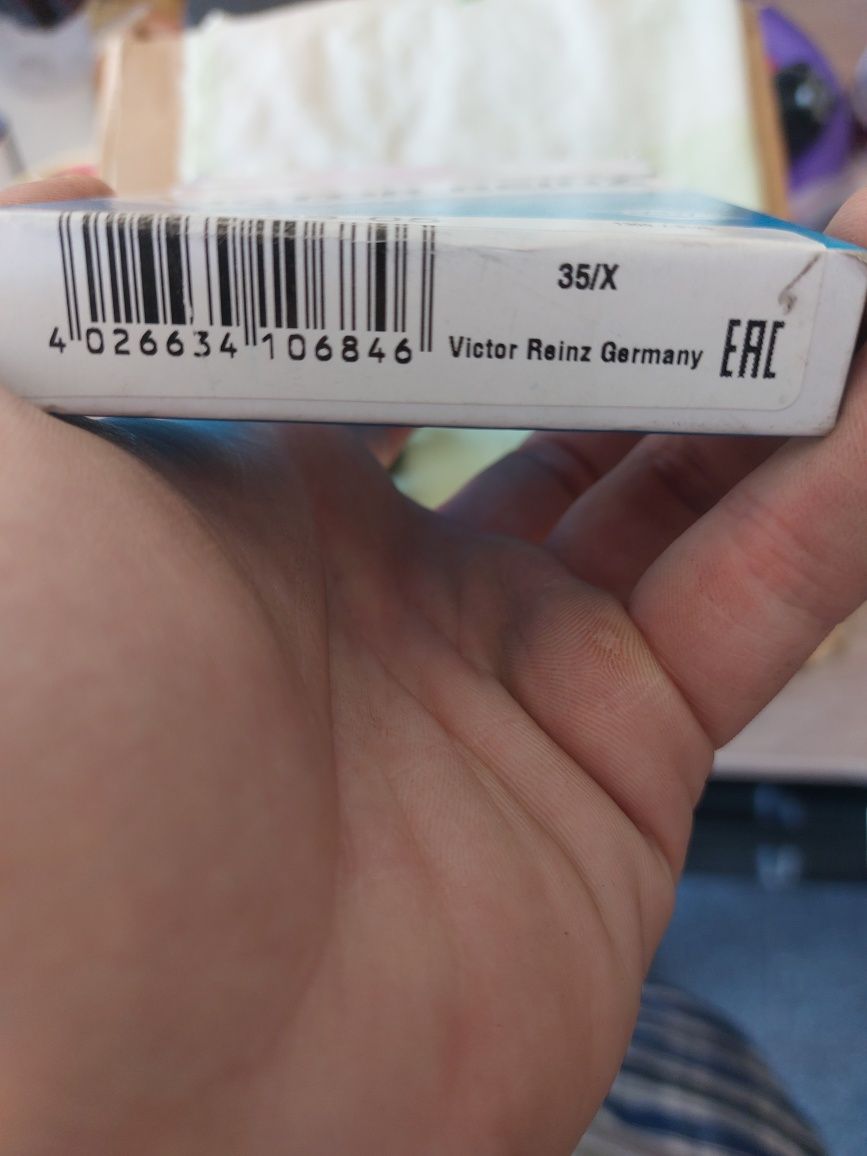 35/X
4 026634 106846
Victor Reinz Germany
EAC